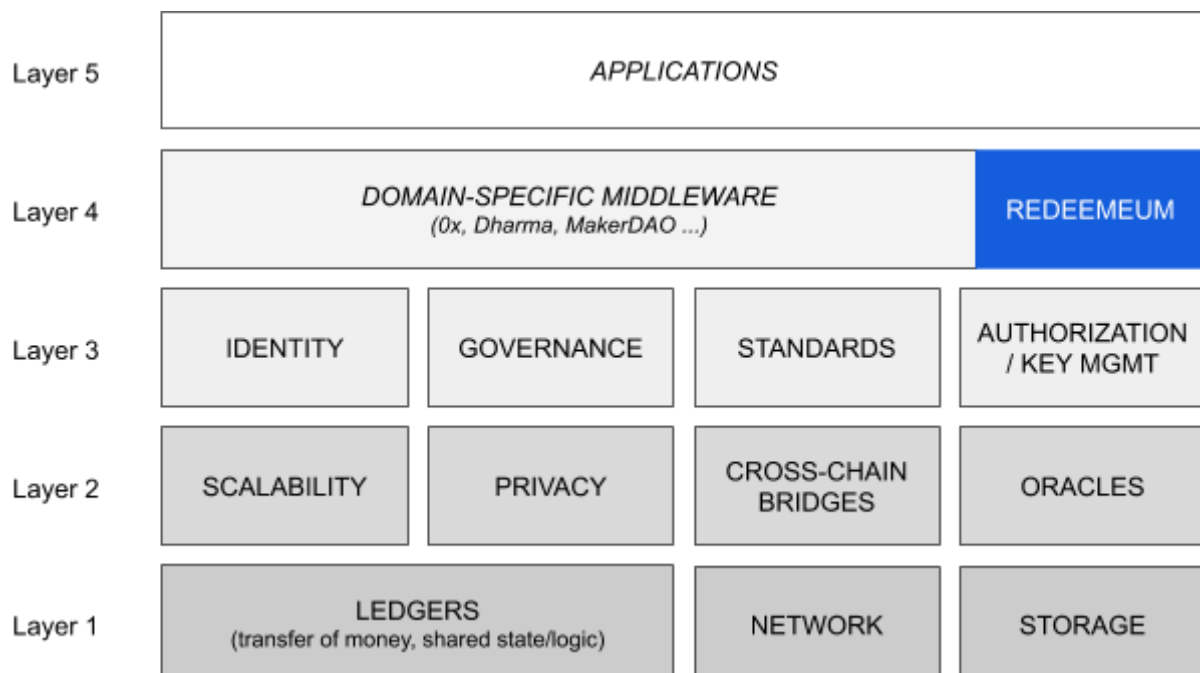 Layer 5
APPLICATIONS
Layer 4
DOMAIN-SPECIFIC MIDDLEWARE
(0x, Dharma, MakerDAO ...)
REDEEMEUM
Layer 3
IDENTITY
GOVERNANCE
STANDARDS
AUTHORIZATION
/ KEY MGMT
Layer 2
SCALABILITY
PRIVACY
CROSS-CHAIN
BRIDGES
ORACLES
Layer 1
LEDGERS
(transfer of money, shared state/logic)
NETWORK
STORAGE